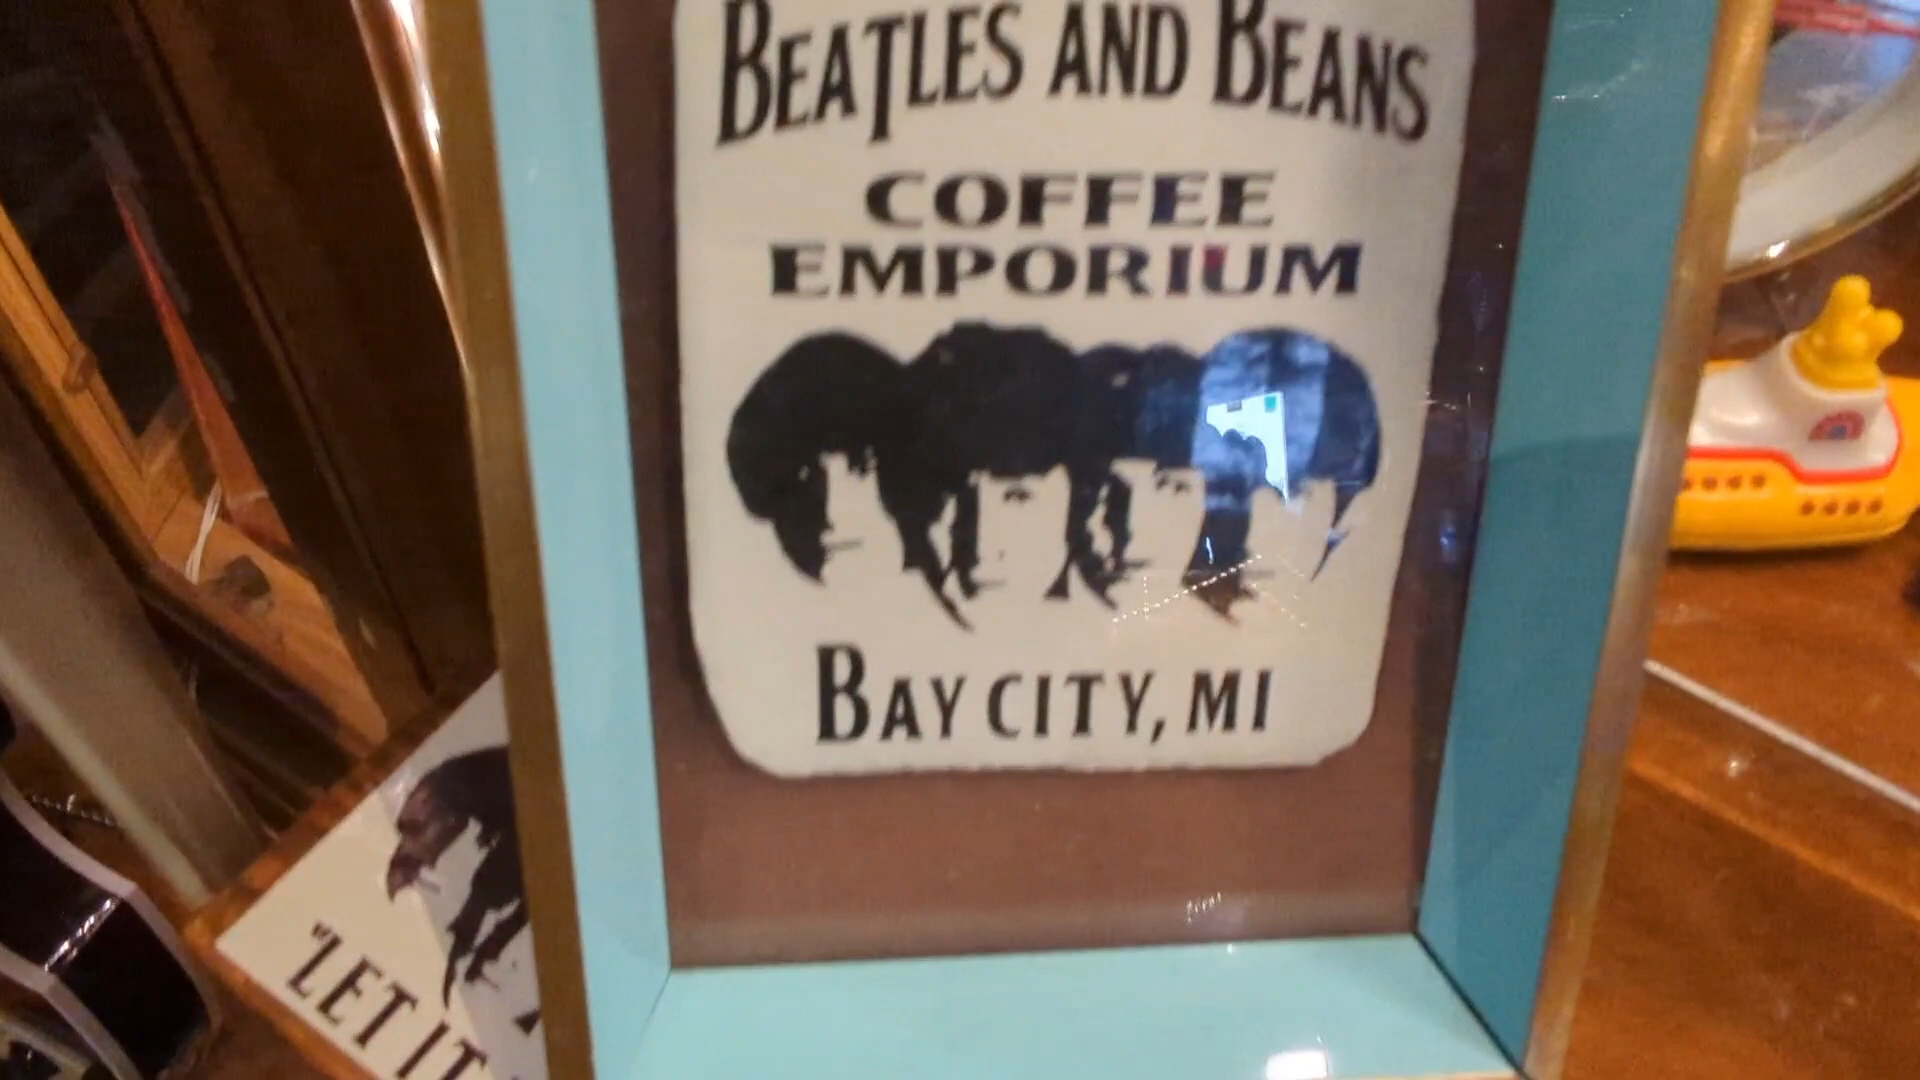 BEATLES AND BEANS
COFFEE
EMPORIUM
BAY CITY, MI
"LET IT